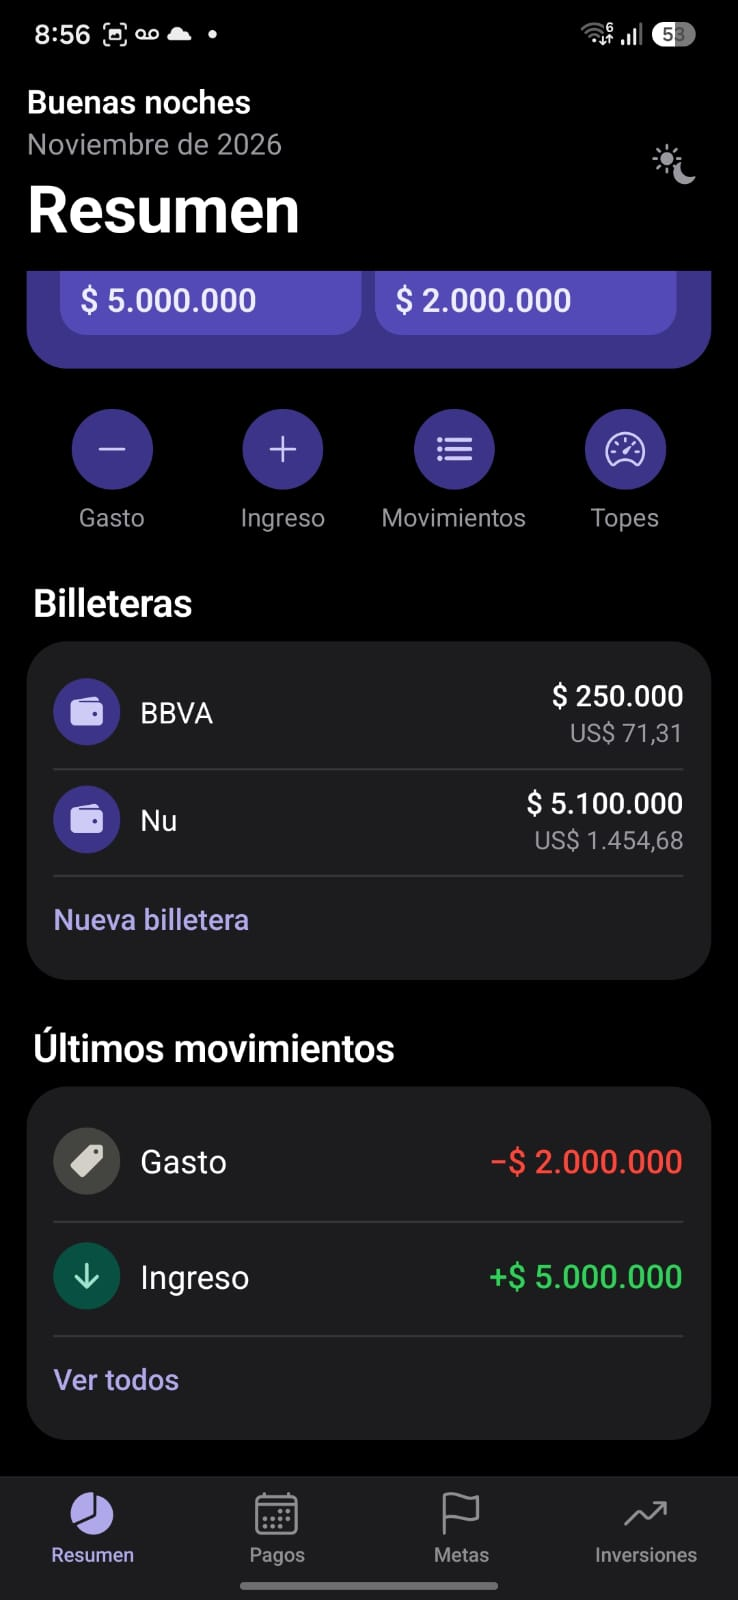 8:56
6
53
Buenas noches
Noviembre de 2026
Resumen
$ 5.000.000
$ 2.000.000
Gasto
Ingreso
Movimientos
Topes
Billeteras
BBVA
$ 250.000
US$ 71,31
Nu
$ 5.100.000
US$ 1.454,68
Nueva billetera
Últimos movimientos
Gasto
−$ 2.000.000
Ingreso
+$ 5.000.000
Ver todos
Resumen
Pagos
Metas
Inversiones